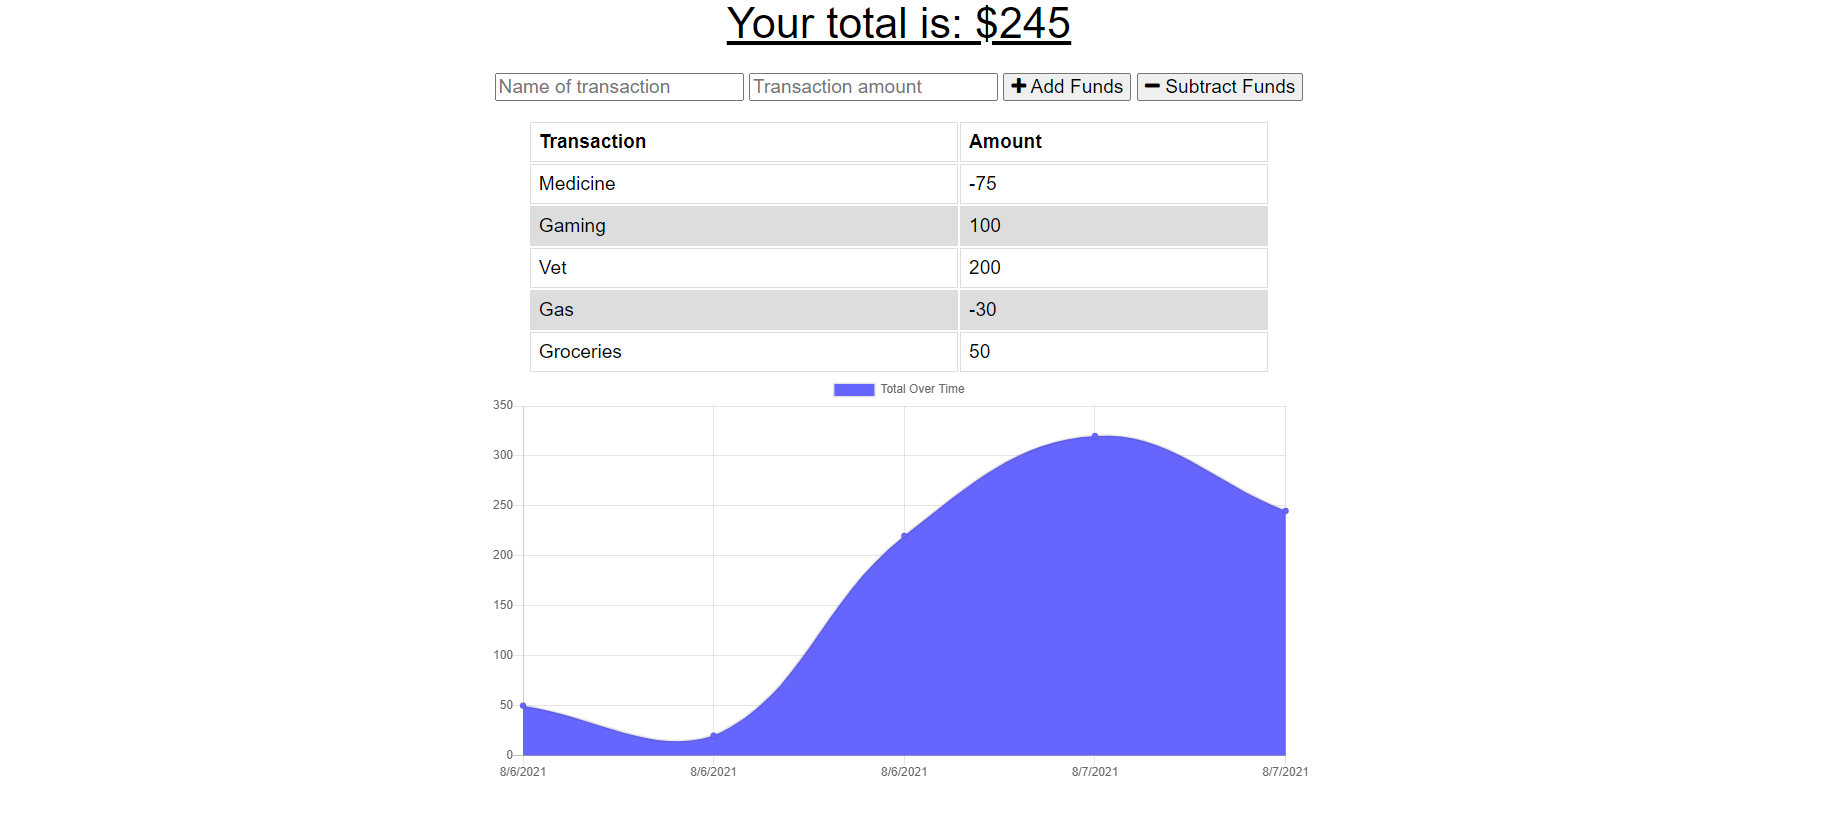 Your total is: $245
Name of transaction Transaction amount Add Funds Subtract Funds
Transaction Amount
Medicine -75
Gaming 100
Vet 200
Gas -30
Groceries 50
Total Over Time
350
300
250
200
150
100
50
0
8/6/2021 8/6/2021 8/6/2021 8/7/2021 8/7/2021